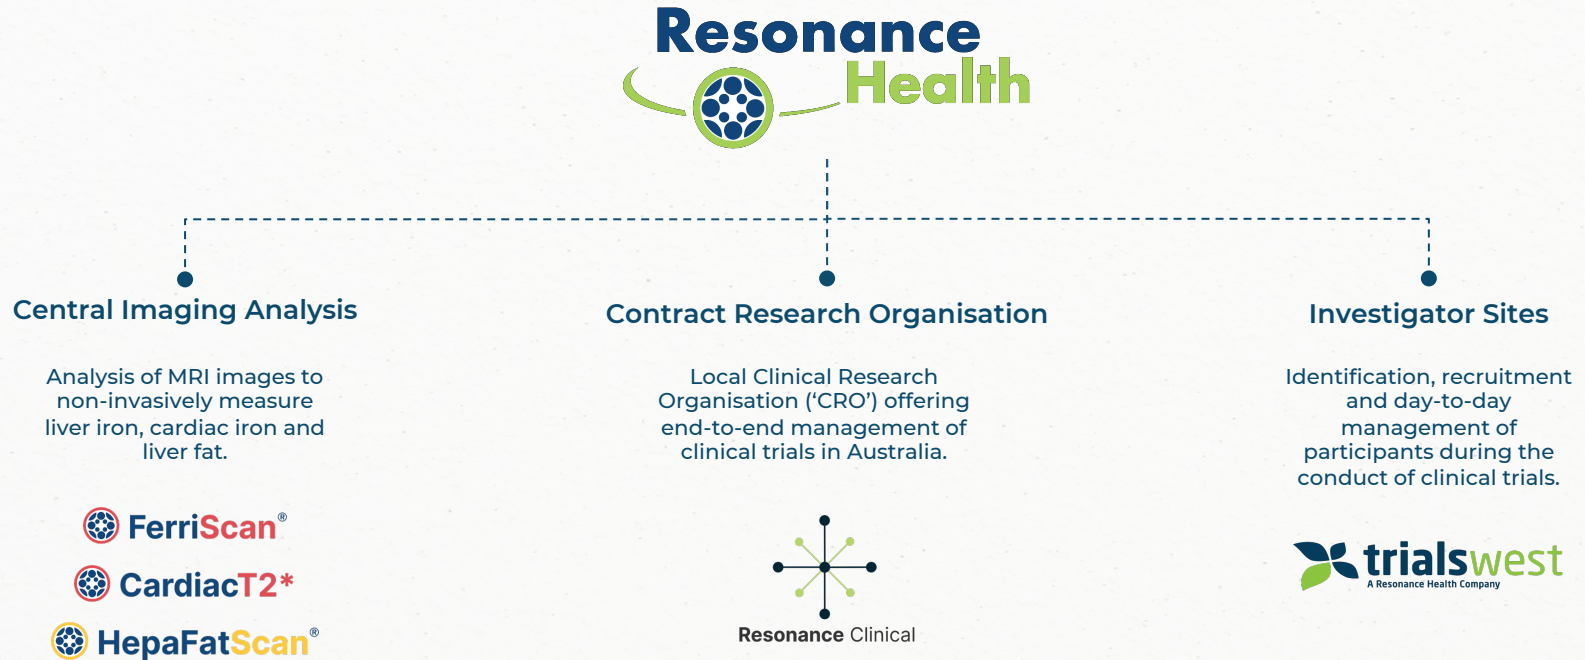 Resonance
Health
Central Imaging Analysis
Analysis of MRI images to
non-invasively measure
liver iron, cardiac iron and
liver fat.
FerriScan®
CardiacT2*
HepaFatScan®
Contract Research Organisation
Local Clinical Research
Organisation (‘CRO’) offering
end-to-end management of
clinical trials in Australia.
Resonance Clinical
Investigator Sites
Identification, recruitment
and day-to-day
management of
participants during the
conduct of clinical trials.
trialswest
A Resonance Health Company